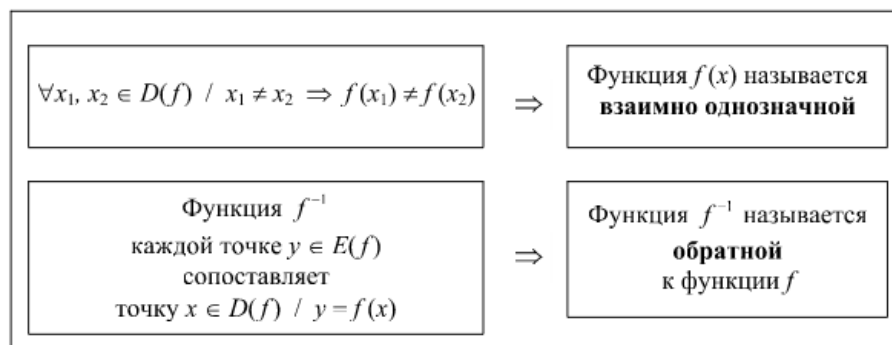 ∀x₁, x₂ ∈ D(f) / x₁ ≠ x₂ ⇒ f(x₁) ≠ f(x₂)
⇒
Функция f(x) называется
взаимно однозначной
Функция f⁻¹
каждой точке y ∈ E(f)
сопоставляет
точку x ∈ D(f) / y = f(x)
⇒
Функция f⁻¹ называется
обратной
к функции f